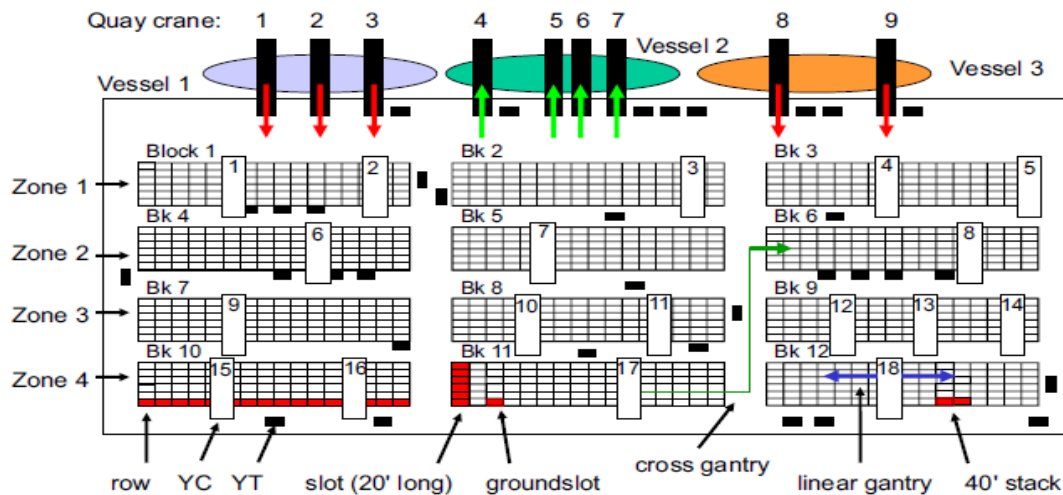 Quay crane: 1 2 3 4 5 6 7 8 9
Vessel 1 Vessel 2 Vessel 3
Block 1 Bk 2 Bk 3
Zone 1 1 2 3 4 5
Bk 4 Bk 5 Bk 6
Zone 2 6 7 8
Bk 7 Bk 8 Bk 9
Zone 3 9 10 11 12 13 14
Bk 10 Bk 11 Bk 12
Zone 4 15 16 17 18
row YC YT slot (20' long) groundslot cross gantry linear gantry 40' stack